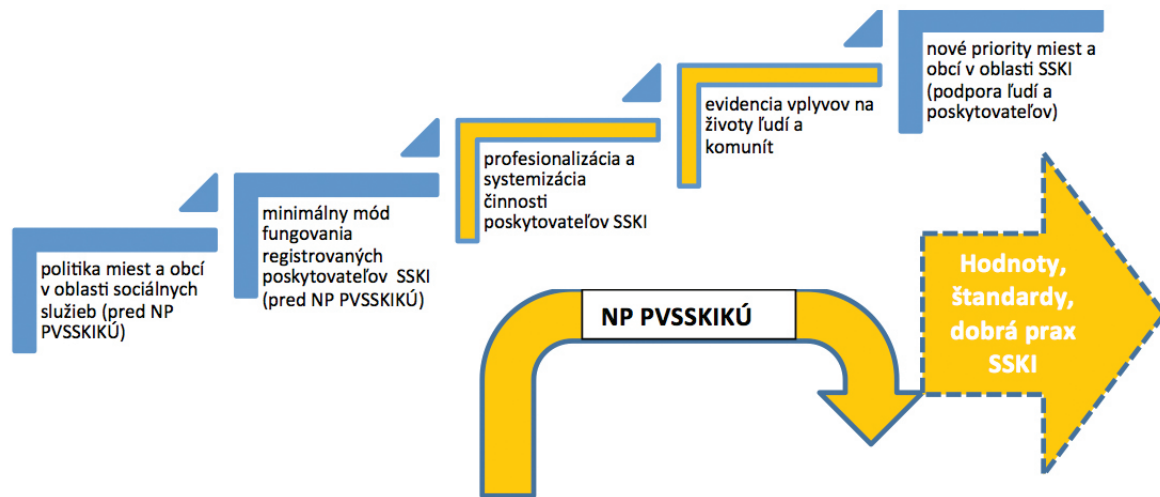 politika miest a obcí
v oblasti sociálnych
služieb (pred NP
PVSSKIKÚ)
minimálny mód
fungovania
registrovaných
poskytovateľov SSKI
(pred NP PVSSKIKÚ)
profesionalizácia a
systemizácia
činnosti
poskytovateľov SSKI
evidencia vplyvov na
životy ľudí a
komunít
nové priority miest a
obcí v oblasti SSKI
(podpora ľudí a
poskytovateľov)
NP PVSSKIKÚ
Hodnoty,
štandardy,
dobrá prax
SSKI